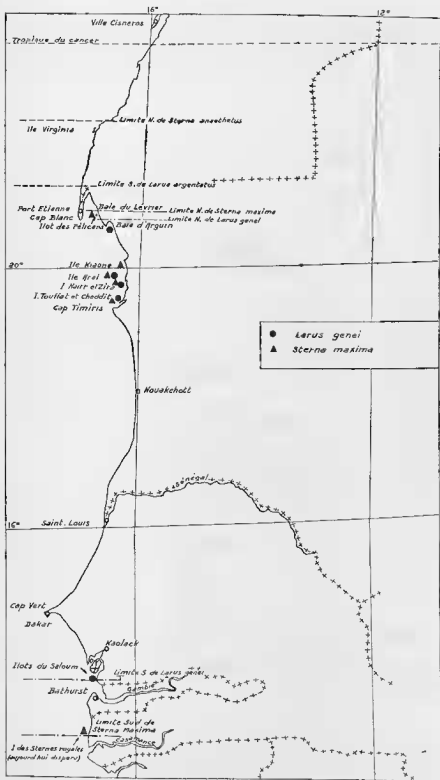 16°
12°
Ville Cisneros
Tropique du cancer
Limite N. de Sterna anaethetus
Ile Virginia
Limite S. de Larus argentatus
Baie du Lévrier
Port Etienne
Limite N. de Sterna maxima
Cap Blanc
Limite N. de Larus genei
Ilot des Pélicans
Baie d'Arguin
20°
Ile Kiaone
Ile Arel
I. Marr el Zir
I. Touffat et Cheddit
Cap Timiris
Larus genei
Sterna maxima
Nouakchott
Sénégal
15°
Saint. Louis
Cap Vert
Dakar
Kaolack
Ilots du Saloum
Limite S. de Larus genei
Gambie
Bathurst
Limite Sud de
Sterna Maxima
Casamance
I des Sternes royales
(aujourd'hui disparu)